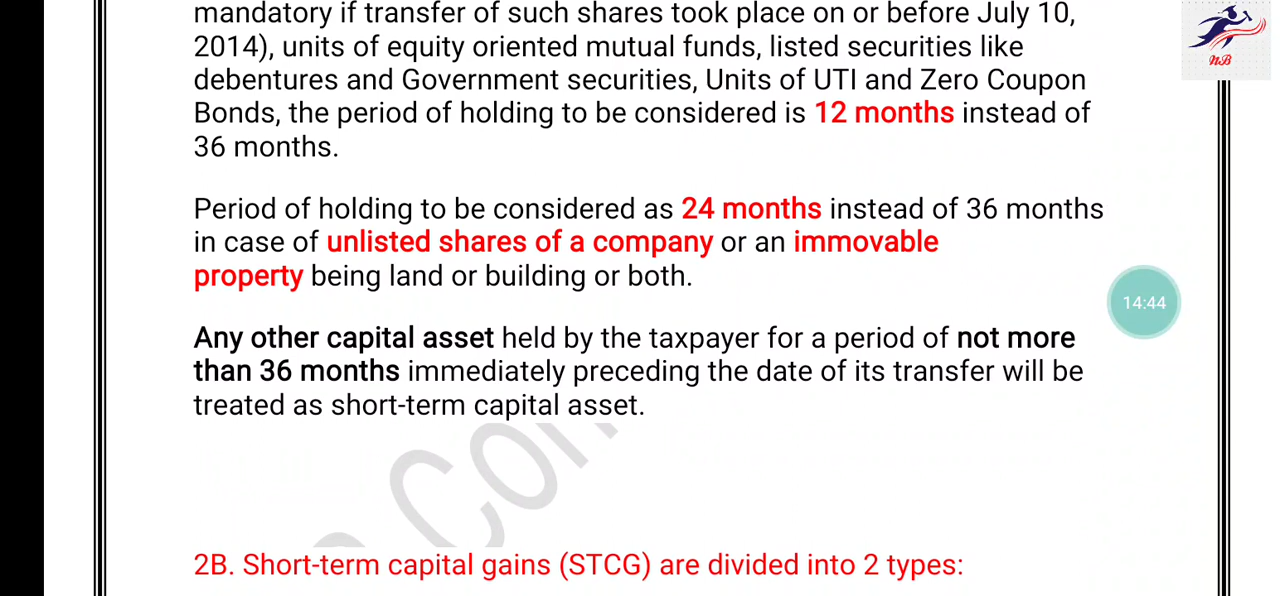 mandatory if transfer of such shares took place on or before July 10,
2014), units of equity oriented mutual funds, listed securities like
debentures and Government securities, Units of UTI and Zero Coupon
Bonds, the period of holding to be considered is 12 months instead of
36 months.
Period of holding to be considered as 24 months instead of 36 months
in case of unlisted shares of a company or an immovable
property being land or building or both.
Any other capital asset held by the taxpayer for a period of not more
than 36 months immediately preceding the date of its transfer will be
treated as short-term capital asset.
2B. Short-term capital gains (STCG) are divided into 2 types:
14:44
NB